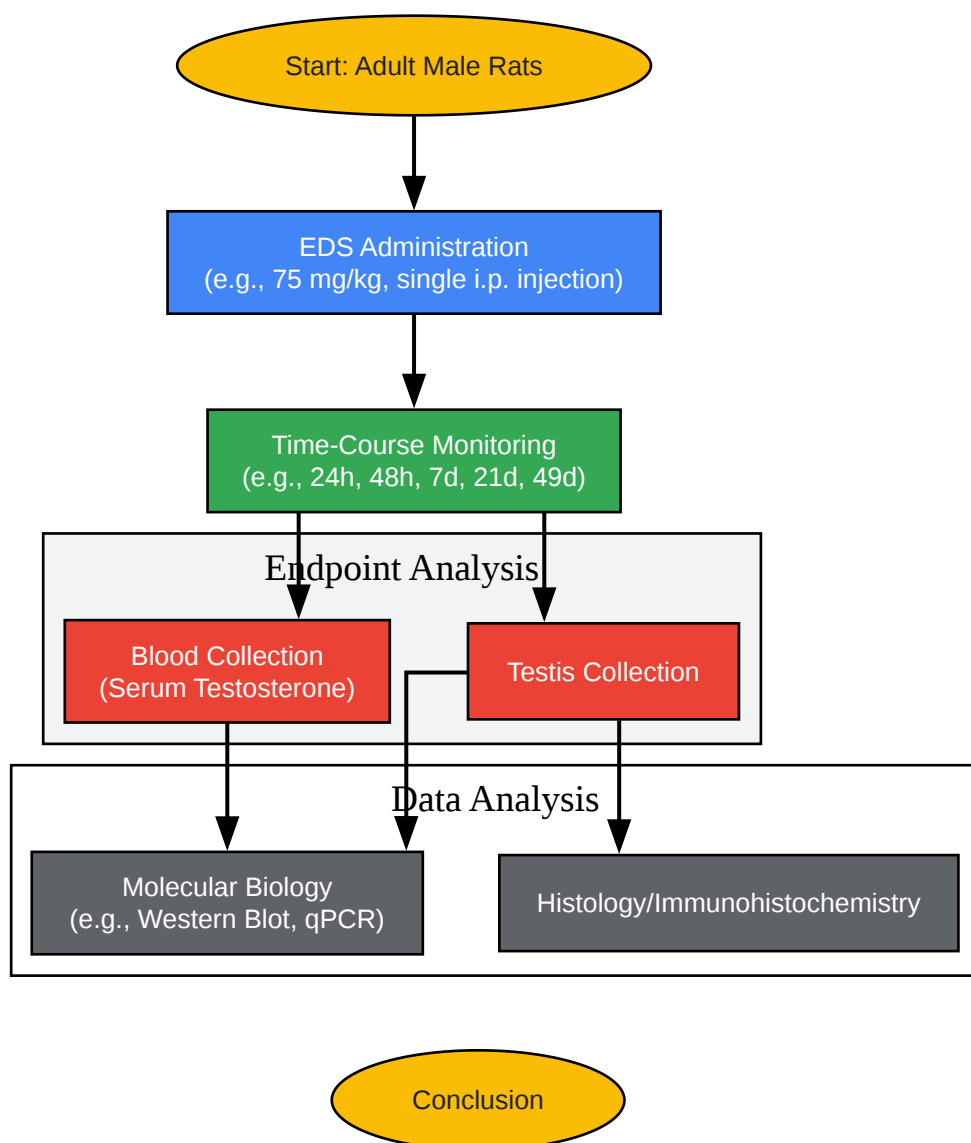 Start: Adult Male Rats
EDS Administration
(e.g., 75 mg/kg, single i.p. injection)
Time-Course Monitoring
(e.g., 24h, 48h, 7d, 21d, 49d)
Endpoint Analysis
Blood Collection
(Serum Testosterone)
Testis Collection
Data Analysis
Molecular Biology
(e.g., Western Blot, qPCR)
Histology/Immunohistochemistry
Conclusion